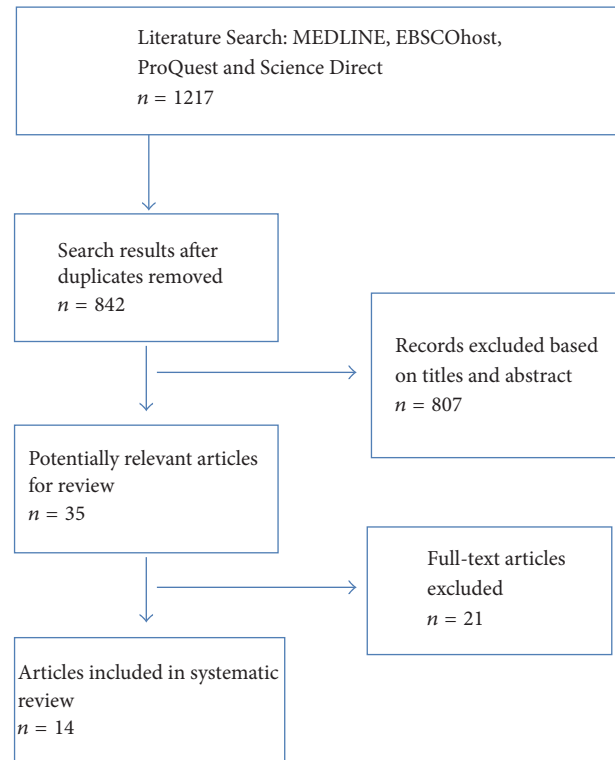 Literature Search: MEDLINE, EBSCOhost,
ProQuest and Science Direct
n = 1217
Search results after
duplicates removed
n = 842
Records excluded based
on titles and abstract
n = 807
Potentially relevant articles
for review
n = 35
Full-text articles
excluded
n = 21
Articles included in systematic
review
n = 14